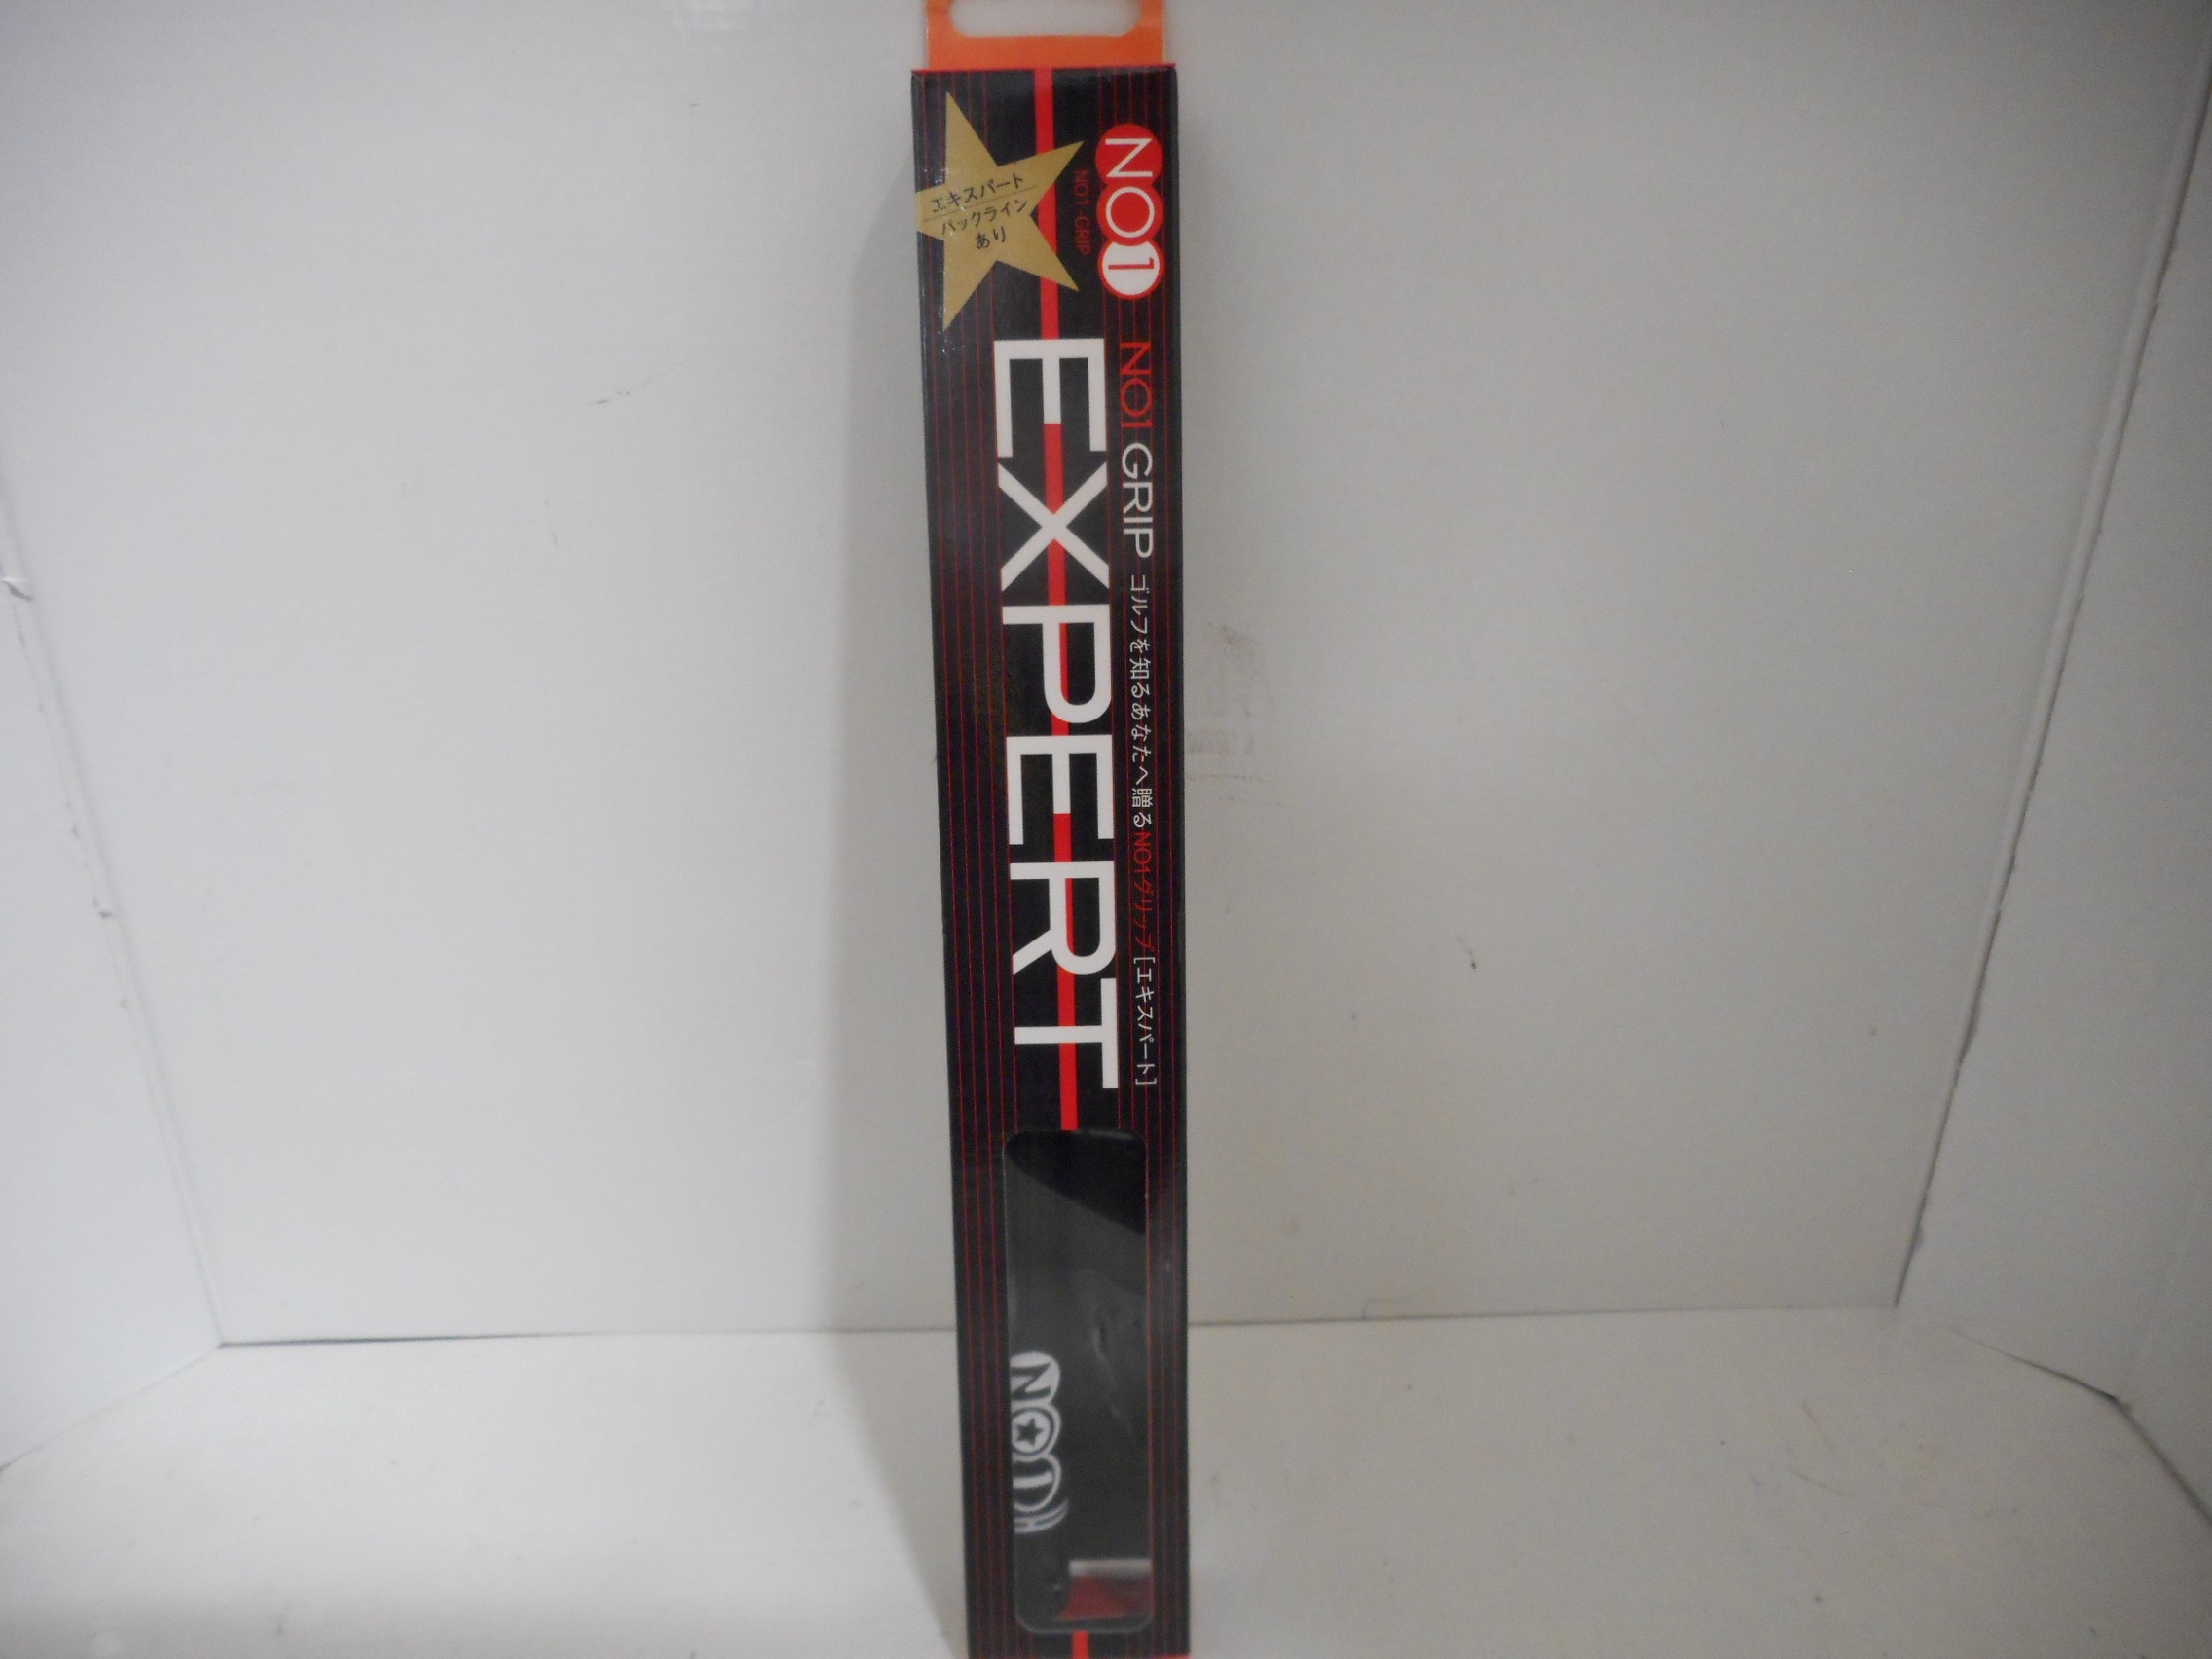 NO1
NO1-GRIP
エキスパート
バックライン
あり
NO1 GRIP ゴルフを知るあなたへ贈るNO1グリップ[エキスパート]
EXPERT
NO1